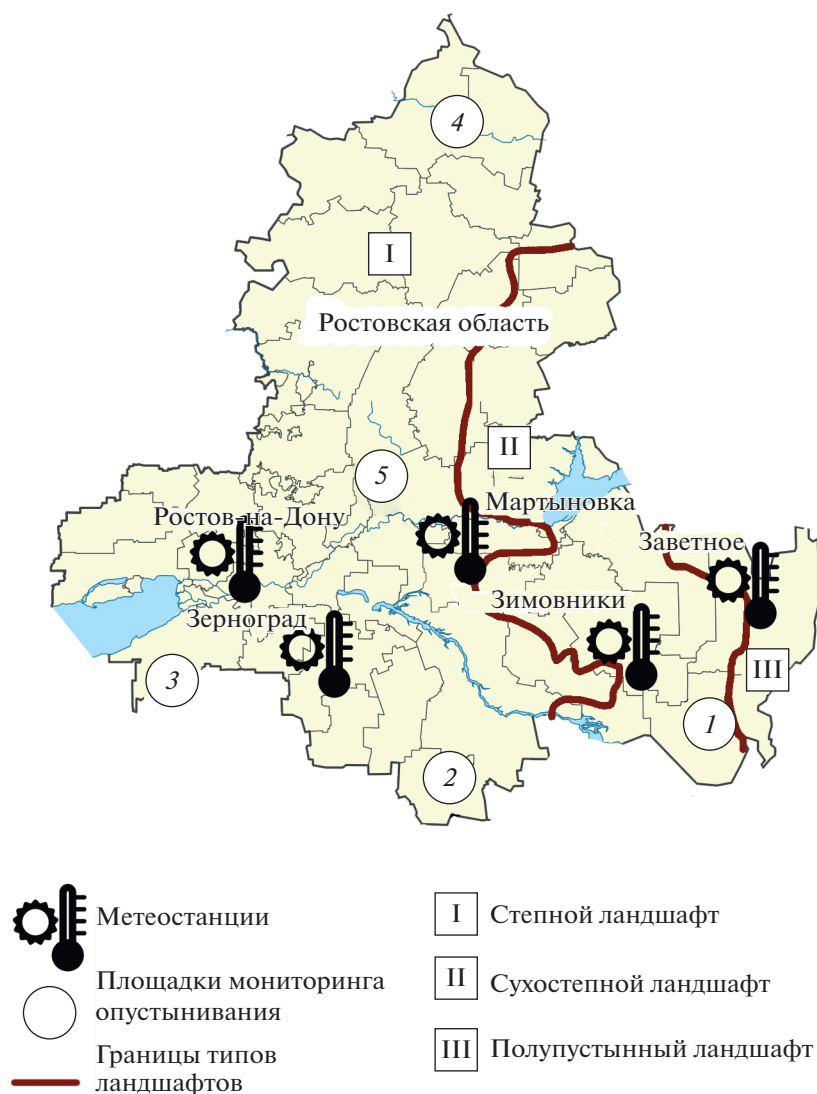 4
I
Ростовская область
II
5
Мартыновка
Ростов-на-Дону
Заветное
Зимовники
Зерноград
3
III
1
2
Метеостанции
Площадки мониторинга
опустынивания
Границы типов
ландшафтов
I Степной ландшафт
II Сухостепной ландшафт
III Полупустынный ландшафт